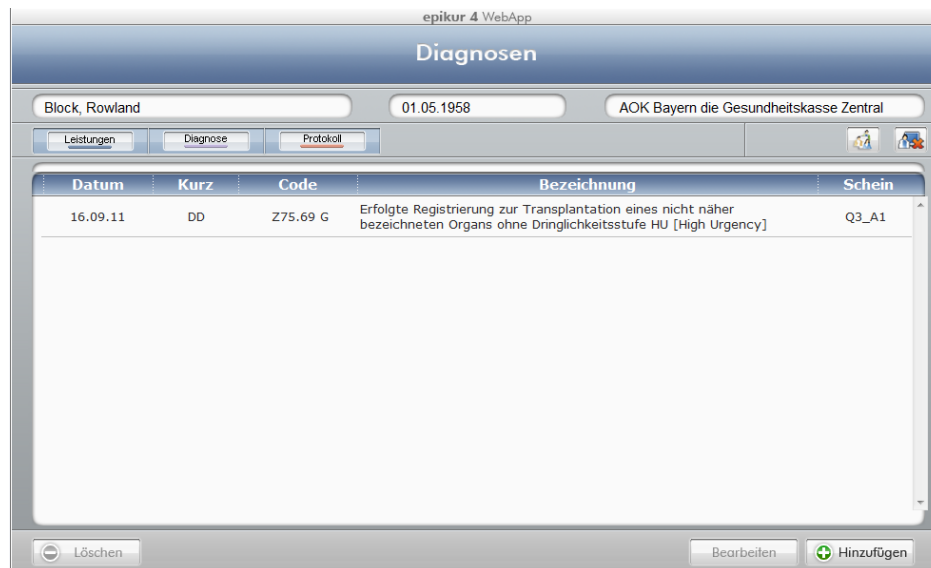 epikur 4 WebApp
Diagnosen
Block, Rowland 01.05.1958 AOK Bayern die Gesundheitskasse Zentral
Leistungen Diagnose Protokoll
Datum Kurz Code Bezeichnung Schein
16.09.11 DD Z75.69 G Erfolgte Registrierung zur Transplantation eines nicht näher Q3_A1
bezeichneten Organs ohne Dringlichkeitsstufe HU [High Urgency]
Löschen Bearbeiten Hinzufügen